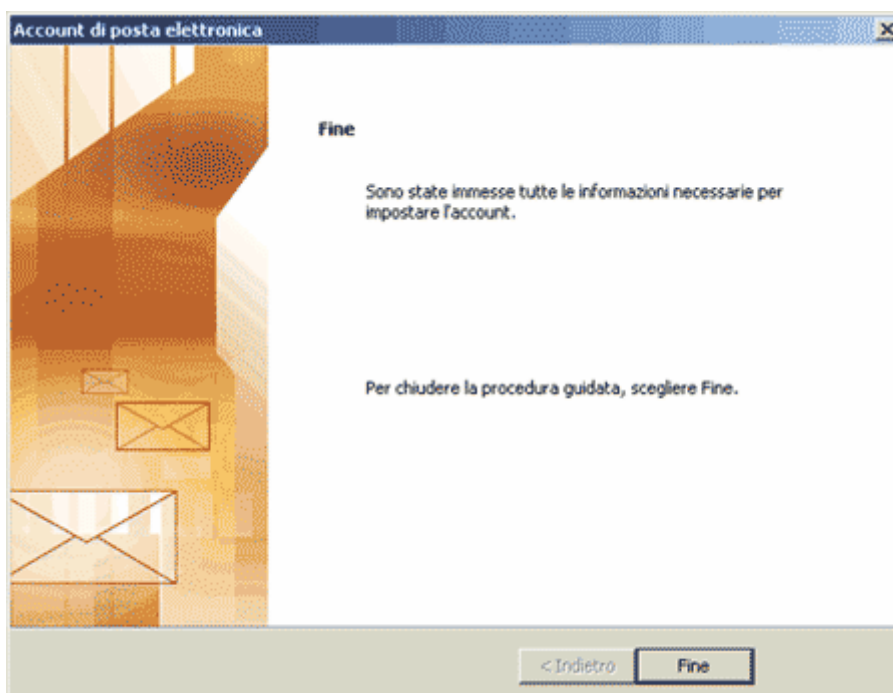 Account di posta elettronica
Fine
Sono state immesse tutte le informazioni necessarie per
impostare l'account.
Per chiudere la procedura guidata, scegliere Fine.
< Indietro
Fine